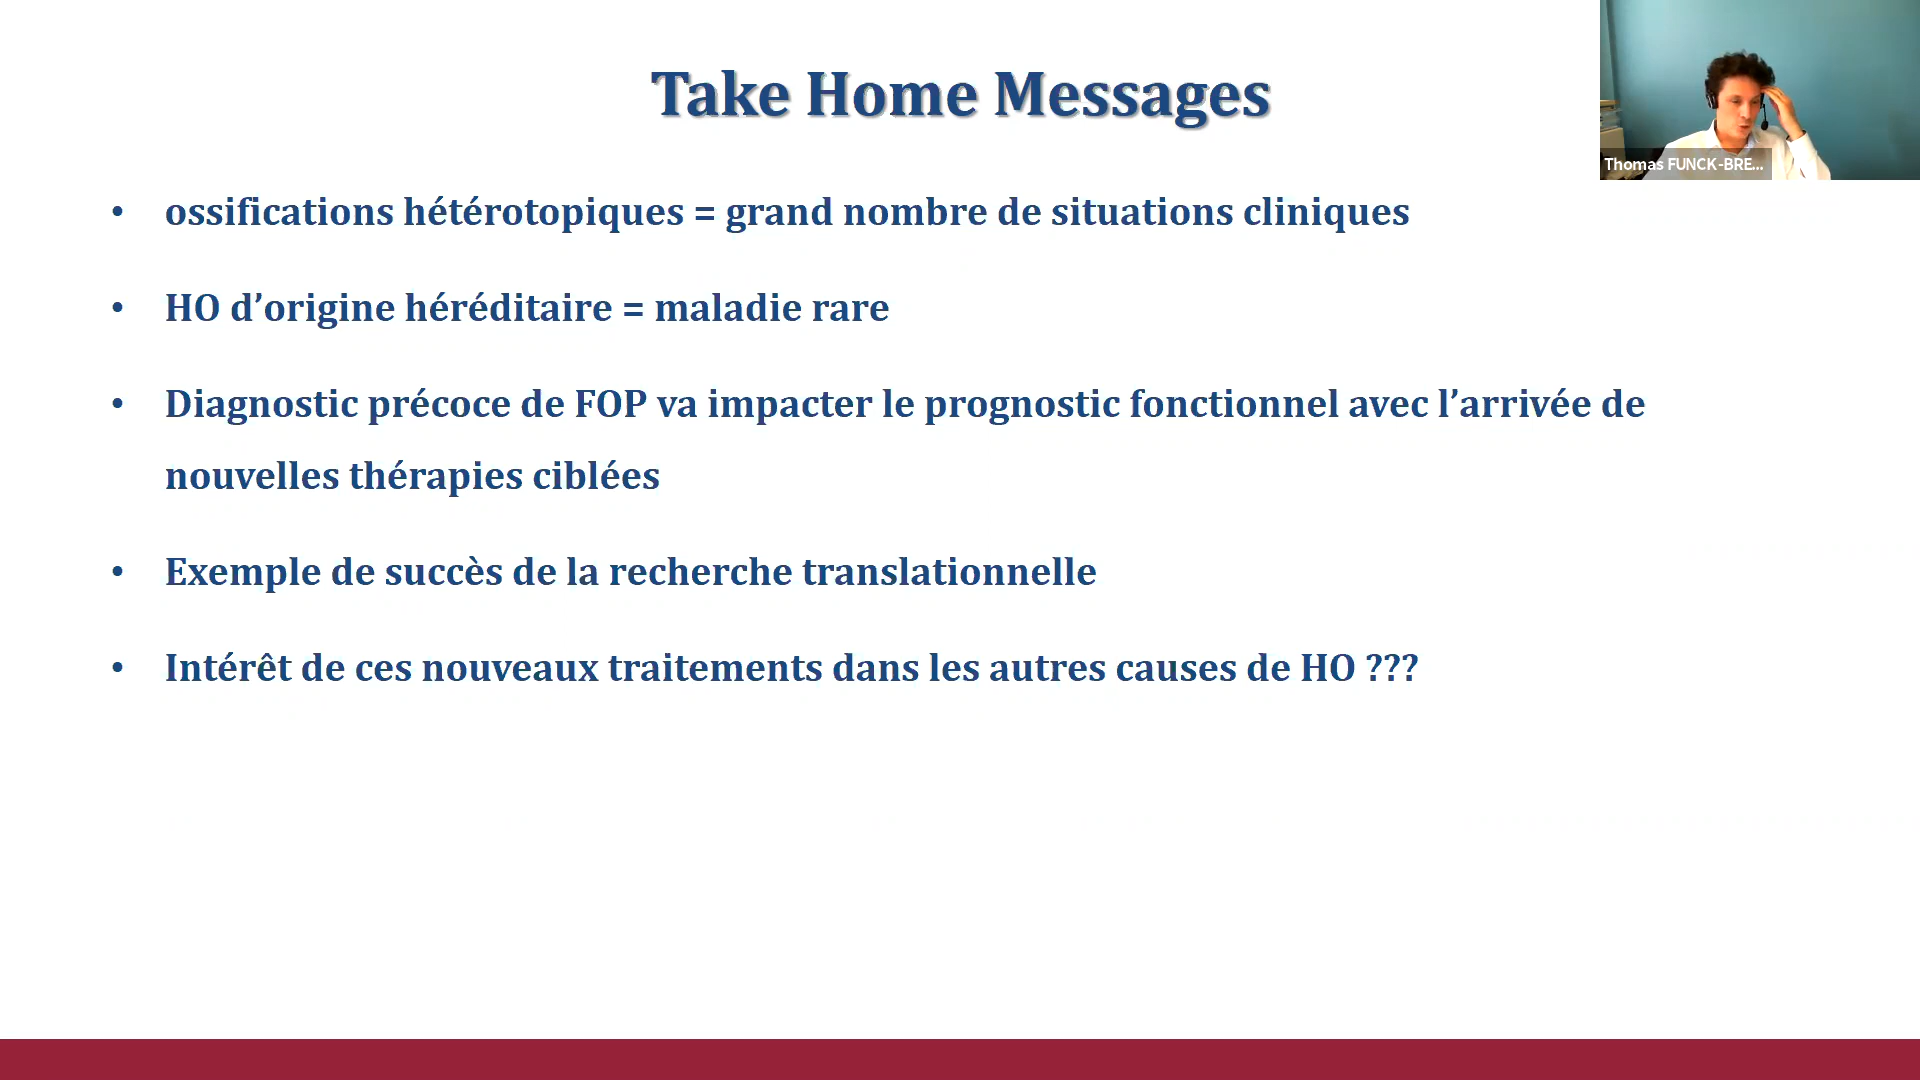 Take Home Messages
Thomas FUNCK-BRE...
• ossifications hétérotopiques = grand nombre de situations cliniques
• HO d’origine héréditaire = maladie rare
• Diagnostic précoce de FOP va impacter le prognostic fonctionnel avec l’arrivée de
nouvelles thérapies ciblées
• Exemple de succès de la recherche translationnelle
• Intérêt de ces nouveaux traitements dans les autres causes de HO ???